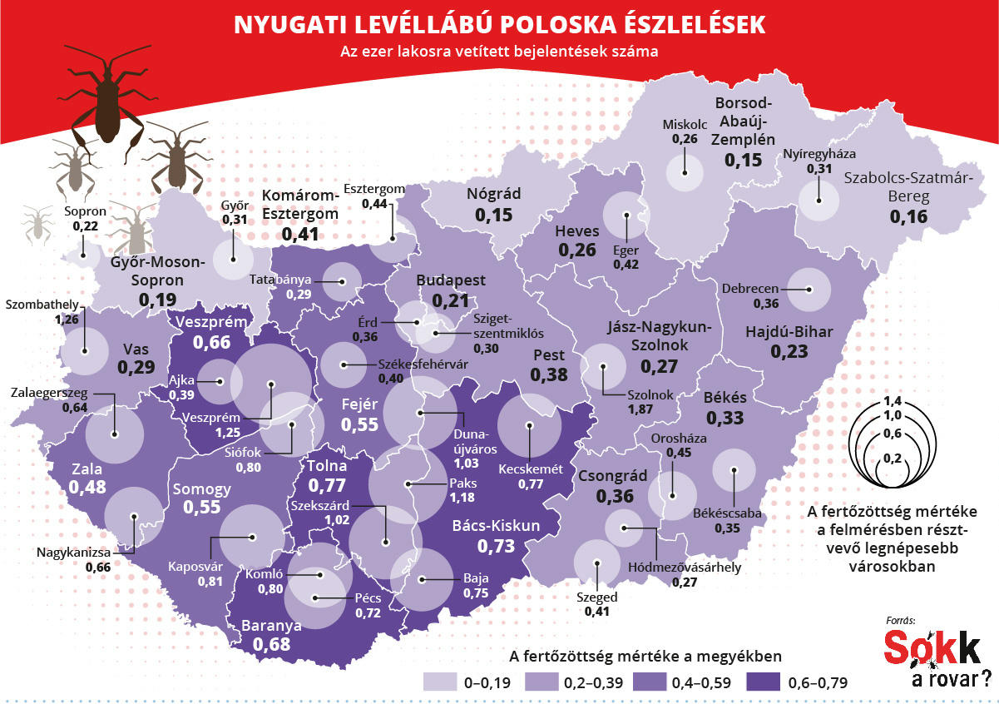 NYUGATI LEVÉLLÁBÚ POLOSKA ÉSZLELÉSEK
Az ezer lakosra vetített bejelentések száma
Borsod-
Abaúj-
Zemplén
0,15
Miskolc
0,26
Nyíregyháza
0,31
Szabolcs-Szatmár-
Bereg
0,16
Esztergom
0,44
Komárom-
Esztergom
0,41
Nógrád
0,15
Győr
0,31
Sopron
0,22
Heves
0,26
Eger
0,42
Győr-Moson-
Sopron
0,19
Tatabánya
0,29
Budapest
0,21
Debrecen
0,36
Szombathely
1,26
Veszprém
0,66
Érd
0,36
Sziget-
szentmiklós
0,30
Jász-Nagykun-
Szolnok
0,27
Hajdú-Bihar
0,23
Vas
0,29
Pest
0,38
Székesfehérvár
0,40
Ajka
0,39
Zalaegerszeg
0,64
Szolnok
1,87
Békés
0,33
Fejér
0,55
Veszprém
1,25
Siófok
0,80
Duna-
újváros
1,03
Orosháza
0,45
1,4
1,0
0,6
0,2
Zala
0,48
Tolna
0,77
Kecskemét
0,77
Csongrád
0,36
Somogy
0,55
Paks
1,18
Szekszárd
1,02
Békéscsaba
0,35
A fertőzöttség mértéke
a felmérésben részt-
vevő legnépesebb
városokban
Bács-Kiskun
0,73
Nagykanizsa
0,66
Kaposvár
0,81
Komló
0,80
Baja
0,75
Hódmezővásárhely
0,27
Pécs
0,72
Szeged
0,41
Baranya
0,68
Forrás:
Sokk
a rovar?
A fertőzöttség mértéke a megyékben
0–0,19
0,2–0,39
0,4–0,59
0,6–0,79